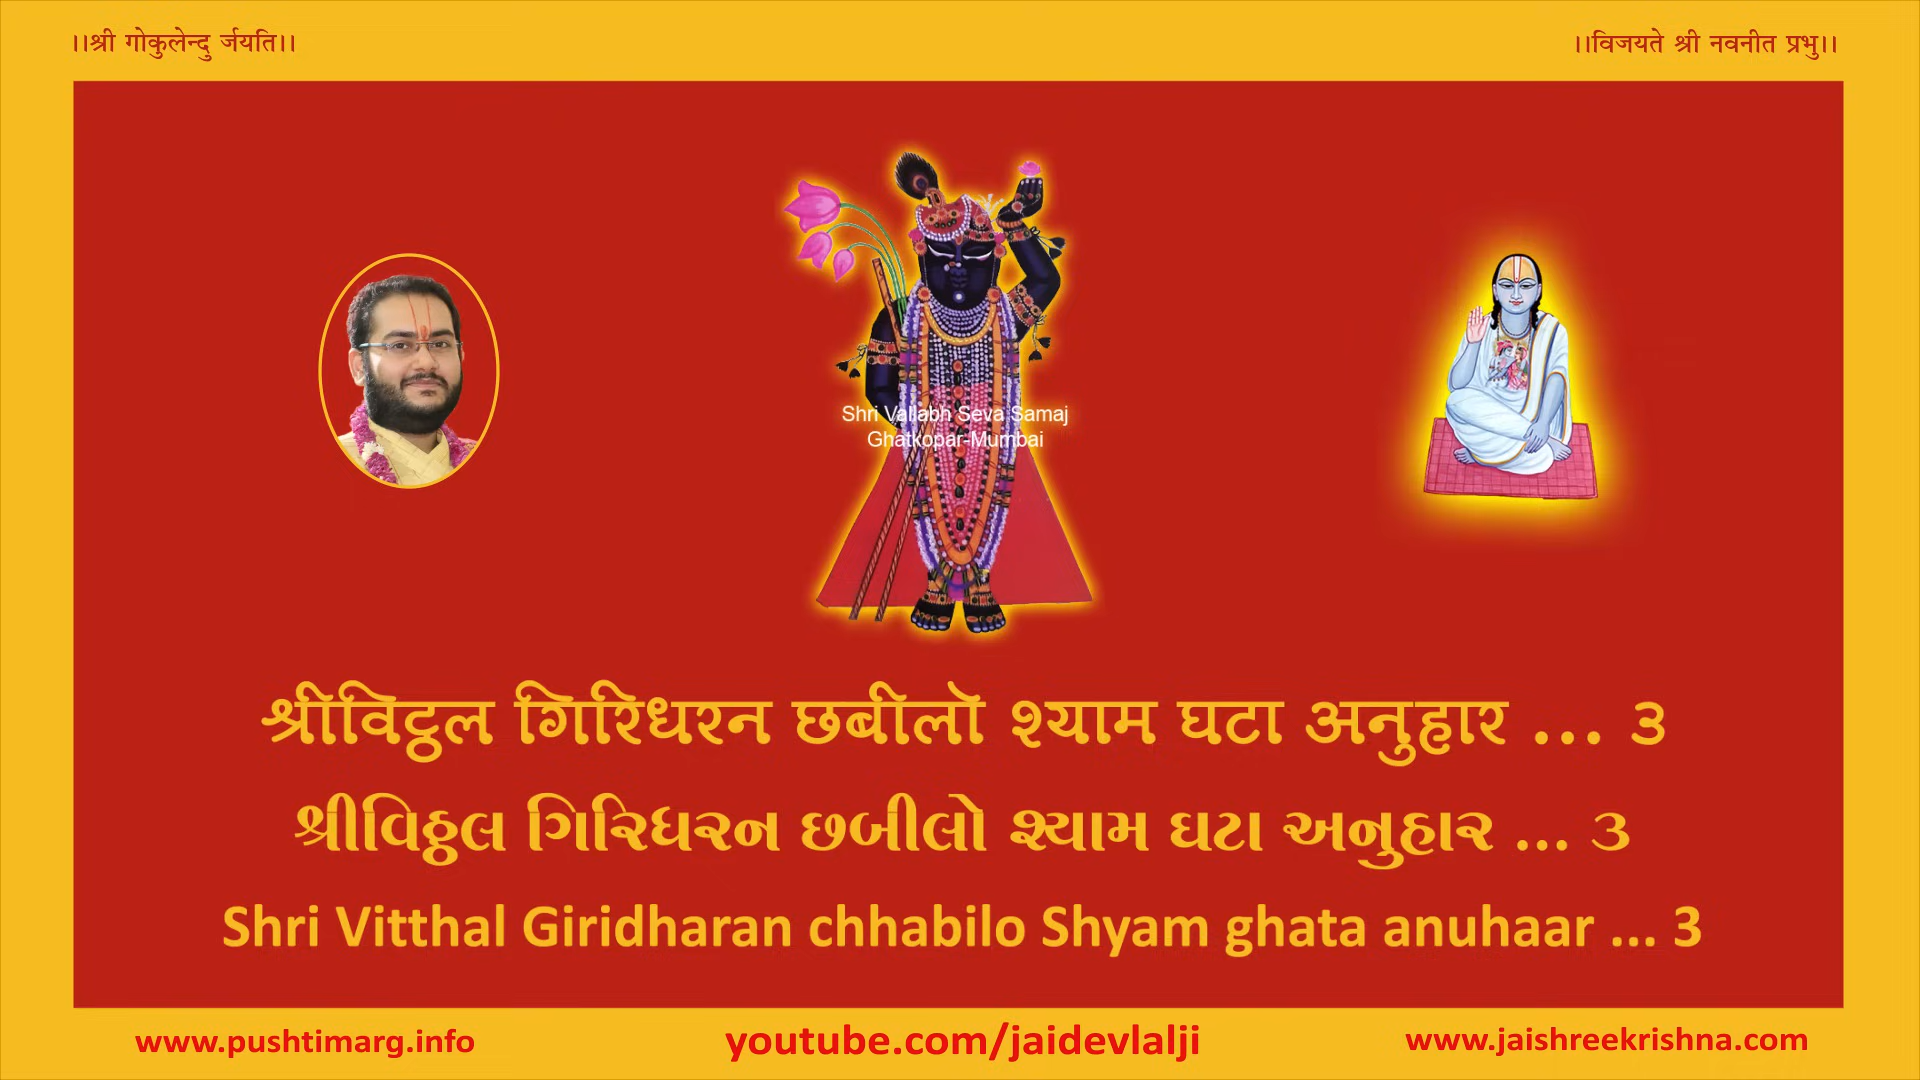 ।।श्री गोकुलेन्दु र्जयति।।
।।विजयते श्री नवनीत प्रभु।।
Shri Vallabh Seva Samaj
Ghatkopar-Mumbai
श्रीविट्ठल गिरिधरन छबीलो श्याम घटा अनुहार ... ३
શ્રીવિઠ્ઠલ ગિરિધરન છબીલો શ્યામ ઘટા અનુહાર ... ૩
Shri Vitthal Giridharan chhabilo Shyam ghata anuhaar ... 3
www.pushtimarg.info
youtube.com/jaidevlalji
www.jaishreekrishna.com